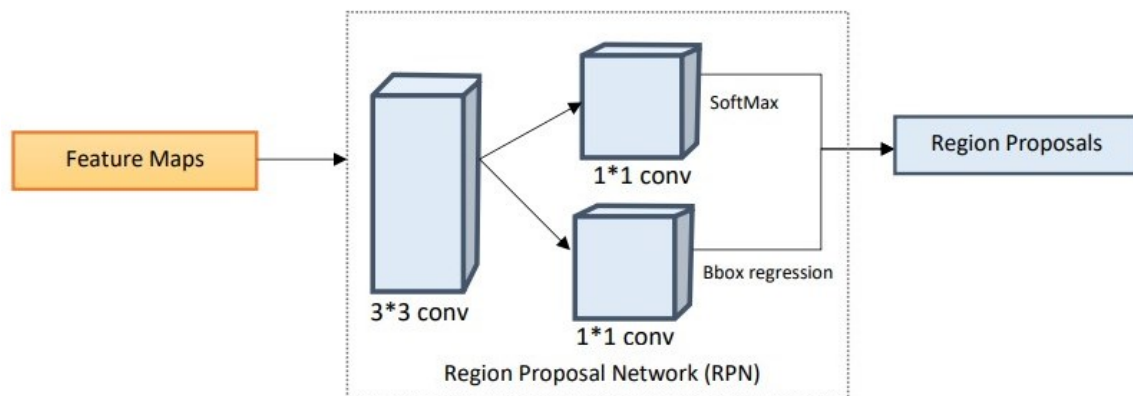 Feature Maps
3*3 conv
1*1 conv
SoftMax
1*1 conv
Bbox regression
Region Proposal Network (RPN)
Region Proposals